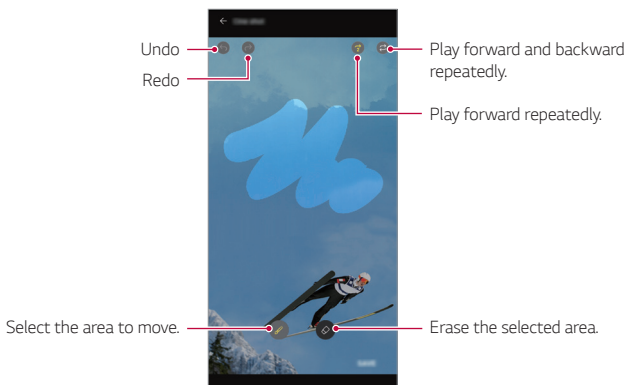 Undo
Redo
Play forward and backward
repeatedly.
Play forward repeatedly.
Select the area to move.
Erase the selected area.